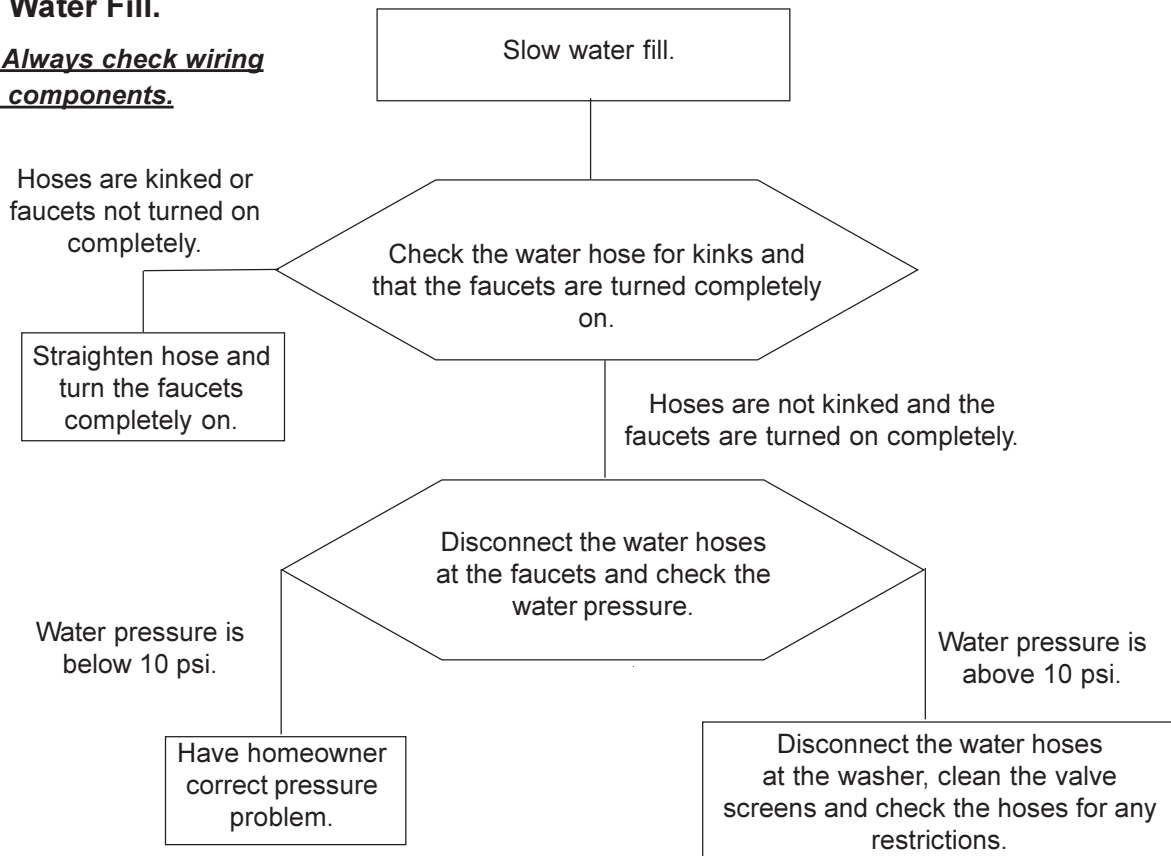 Water Fill.
Always check wiring
components.
Slow water fill.
Hoses are kinked or
faucets not turned on
completely.
Check the water hose for kinks and
that the faucets are turned completely
on.
Straighten hose and
turn the faucets
completely on.
Hoses are not kinked and the
faucets are turned on completely.
Disconnect the water hoses
at the faucets and check the
water pressure.
Water pressure is
below 10 psi.
Water pressure is
above 10 psi.
Have homeowner
correct pressure
problem.
Disconnect the water hoses
at the washer, clean the valve
screens and check the hoses for any
restrictions.